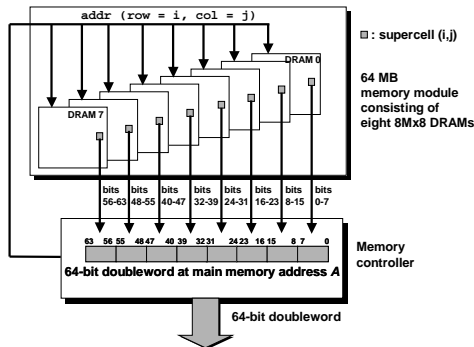 addr (row = i, col = j)
: supercell (i,j)
DRAM 0
64 MB
memory module
consisting of
eight 8Mx8 DRAMs
DRAM 7
bits
56-63
bits
48-55
bits
40-47
bits
32-39
bits
24-31
bits
16-23
bits
8-15
bits
0-7
63 56 55 48 47 40 39 32 31 24 23 16 15 8 7 0
64-bit doubleword at main memory address A
Memory
controller
64-bit doubleword